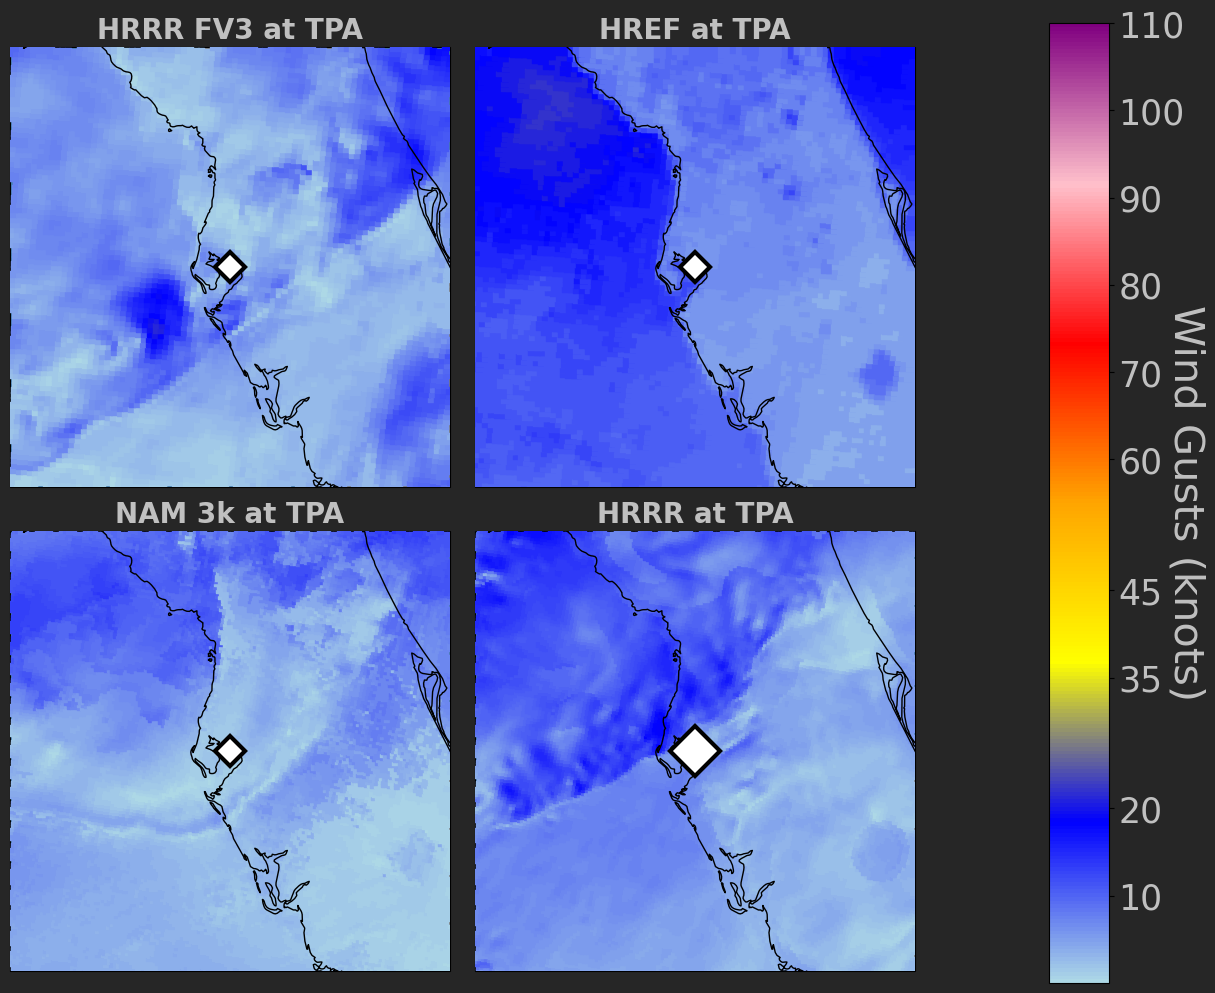 HRRR FV3 at TPA
HREF at TPA
NAM 3k at TPA
HRRR at TPA
110
100
90
80
70
60
45
35
20
10
Wind Gusts (knots)